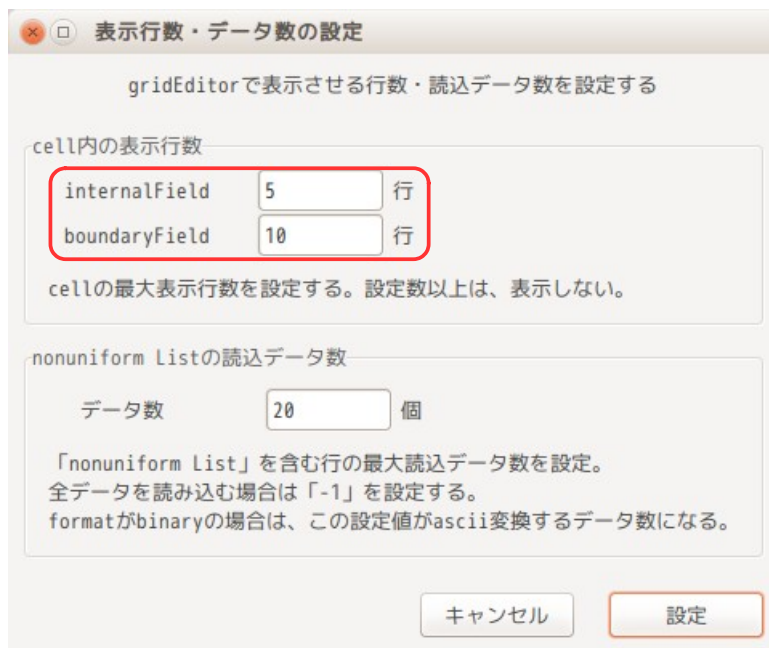 表示行数・データ数の設定
gridEditorで表示させる行数・読込データ数を設定する
cell内の表示行数
internalField 5 行
boundaryField 10 行
cellの最大表示行数を設定する。設定数以上は、表示しない。
nonuniform Listの読込データ数
データ数 20 個
「nonuniform List」を含む行の最大読込データ数を設定。
全データを読み込む場合は「-1」を設定する。
formatがbinaryの場合は、この設定値がascii変換するデータ数になる。
キャンセル 設定